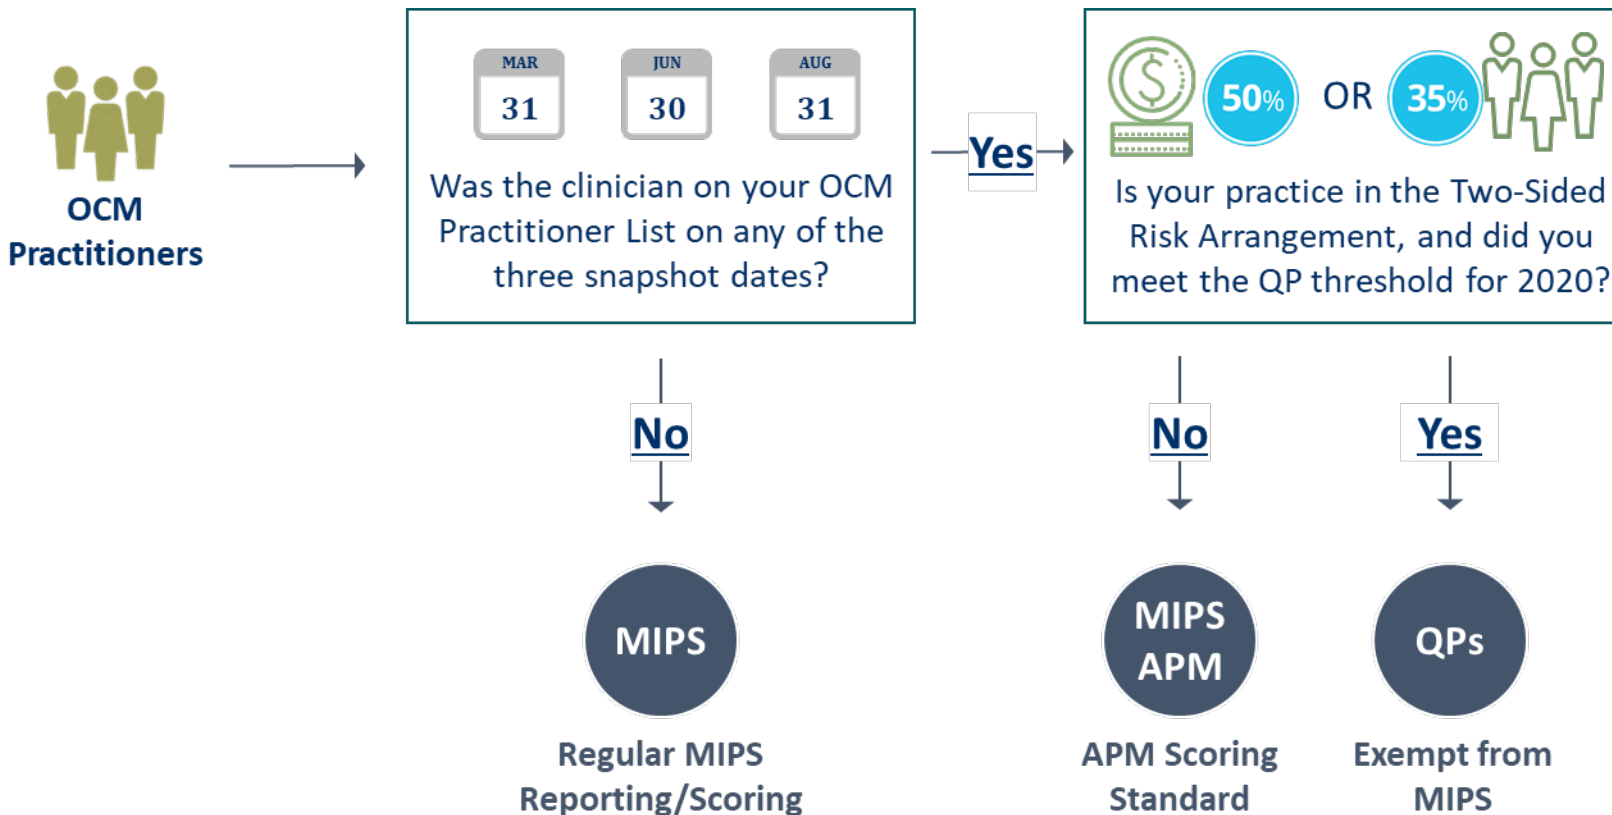 OCM
Practitioners
MAR
31
JUN
30
AUG
31
Was the clinician on your OCM
Practitioner List on any of the
three snapshot dates?
Yes
50% OR 35%
Is your practice in the Two-Sided
Risk Arrangement, and did you
meet the QP threshold for 2020?
No
No
Yes
MIPS
Regular MIPS
Reporting/Scoring
MIPS
APM
APM Scoring
Standard
QPs
Exempt from
MIPS